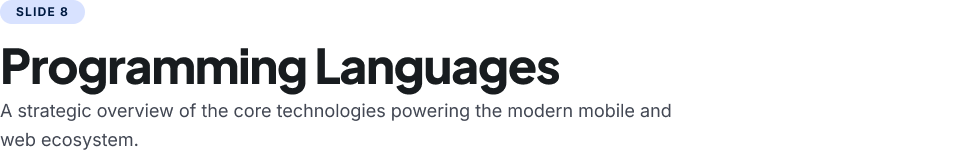 SLIDE 8
Programming Languages
A strategic overview of the core technologies powering the modern mobile and
web ecosystem.